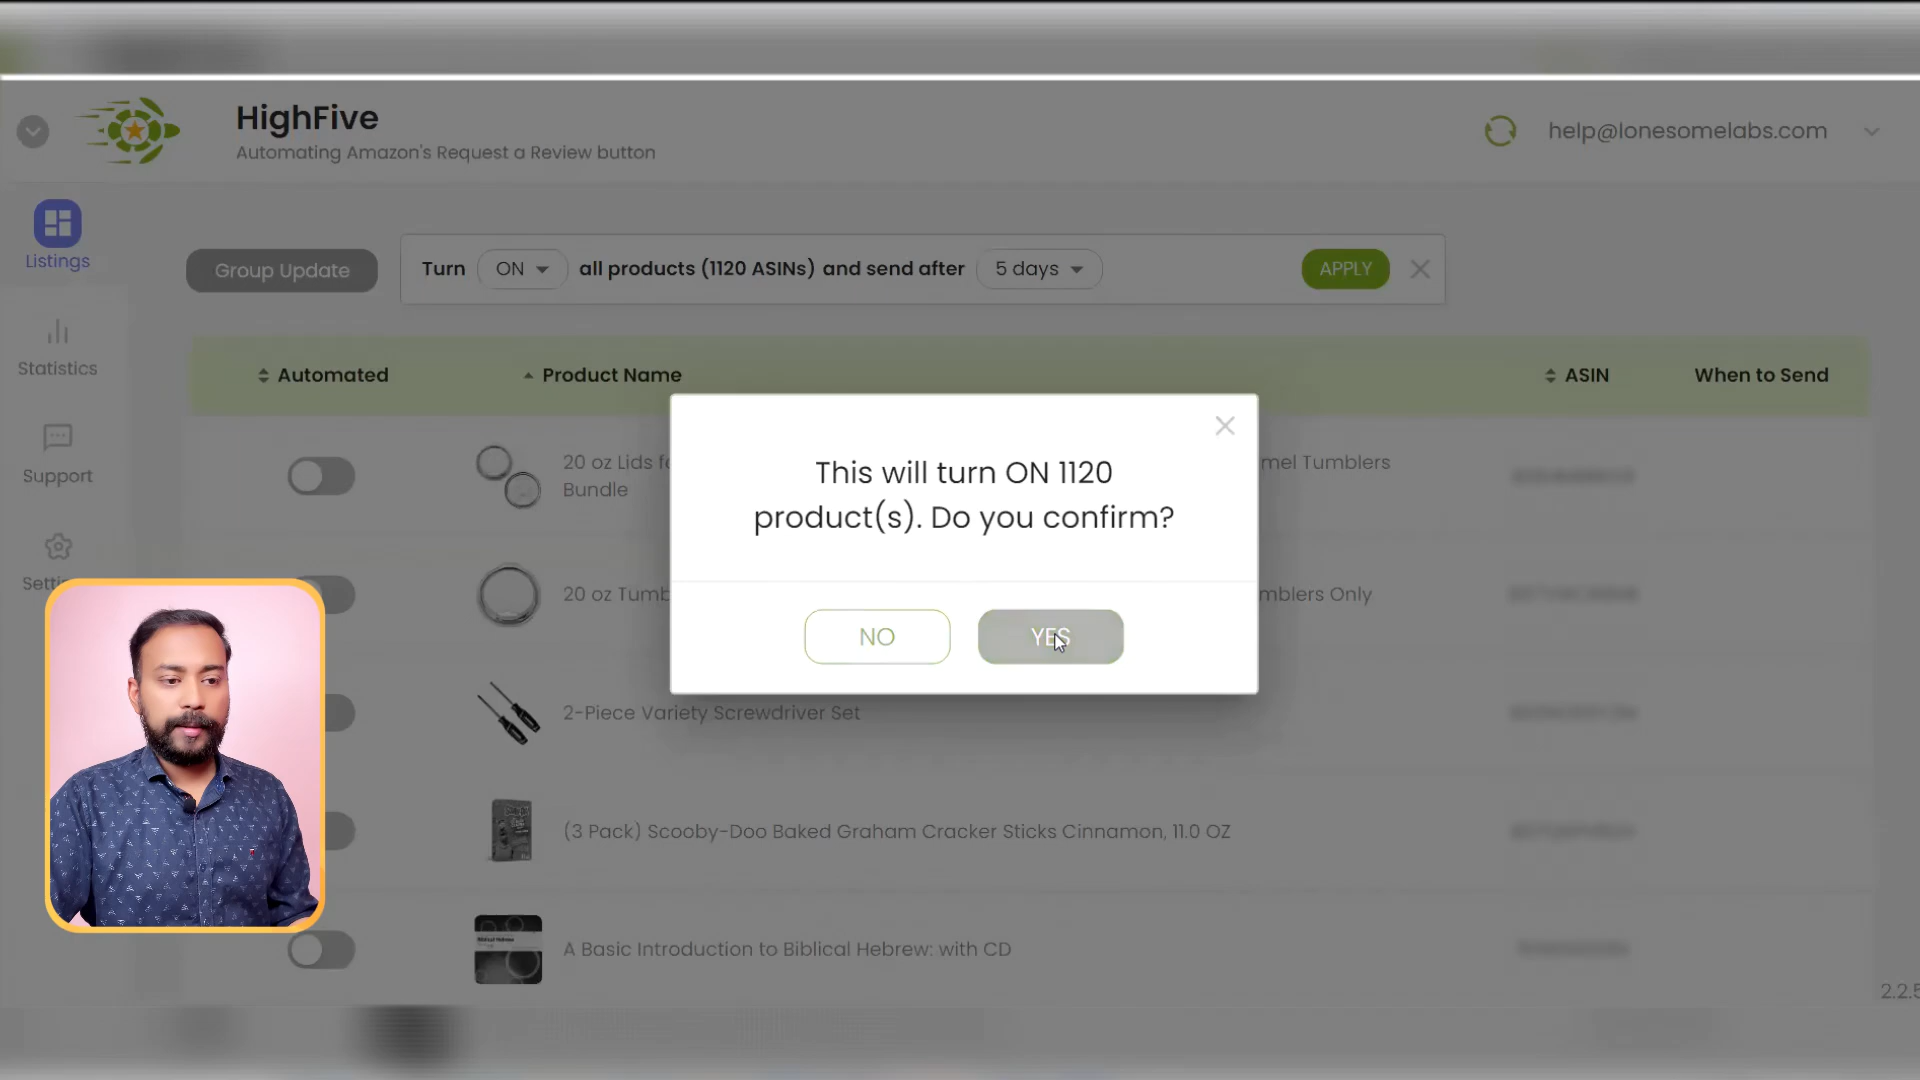 HighFive
Automating Amazon's Request a Review button
help@lonesomelabs.com
Listings
Statistics
Support
Group Update
Turn ON all products (1120 ASINs) and send after 5 days APPLY
Automated Product Name ASIN When to Send
20 oz Lids
mel Tumblers
Bundle
20 oz
mblers Only
2-Piece Variety Screwdriver Set
(3 Pack) Scooby-Doo Baked Graham Cracker Sticks Cinnamon, 11.0 OZ
A Basic Introduction to Biblical Hebrew: with CD
This will turn ON 1120
product(s). Do you confirm?
NO YES